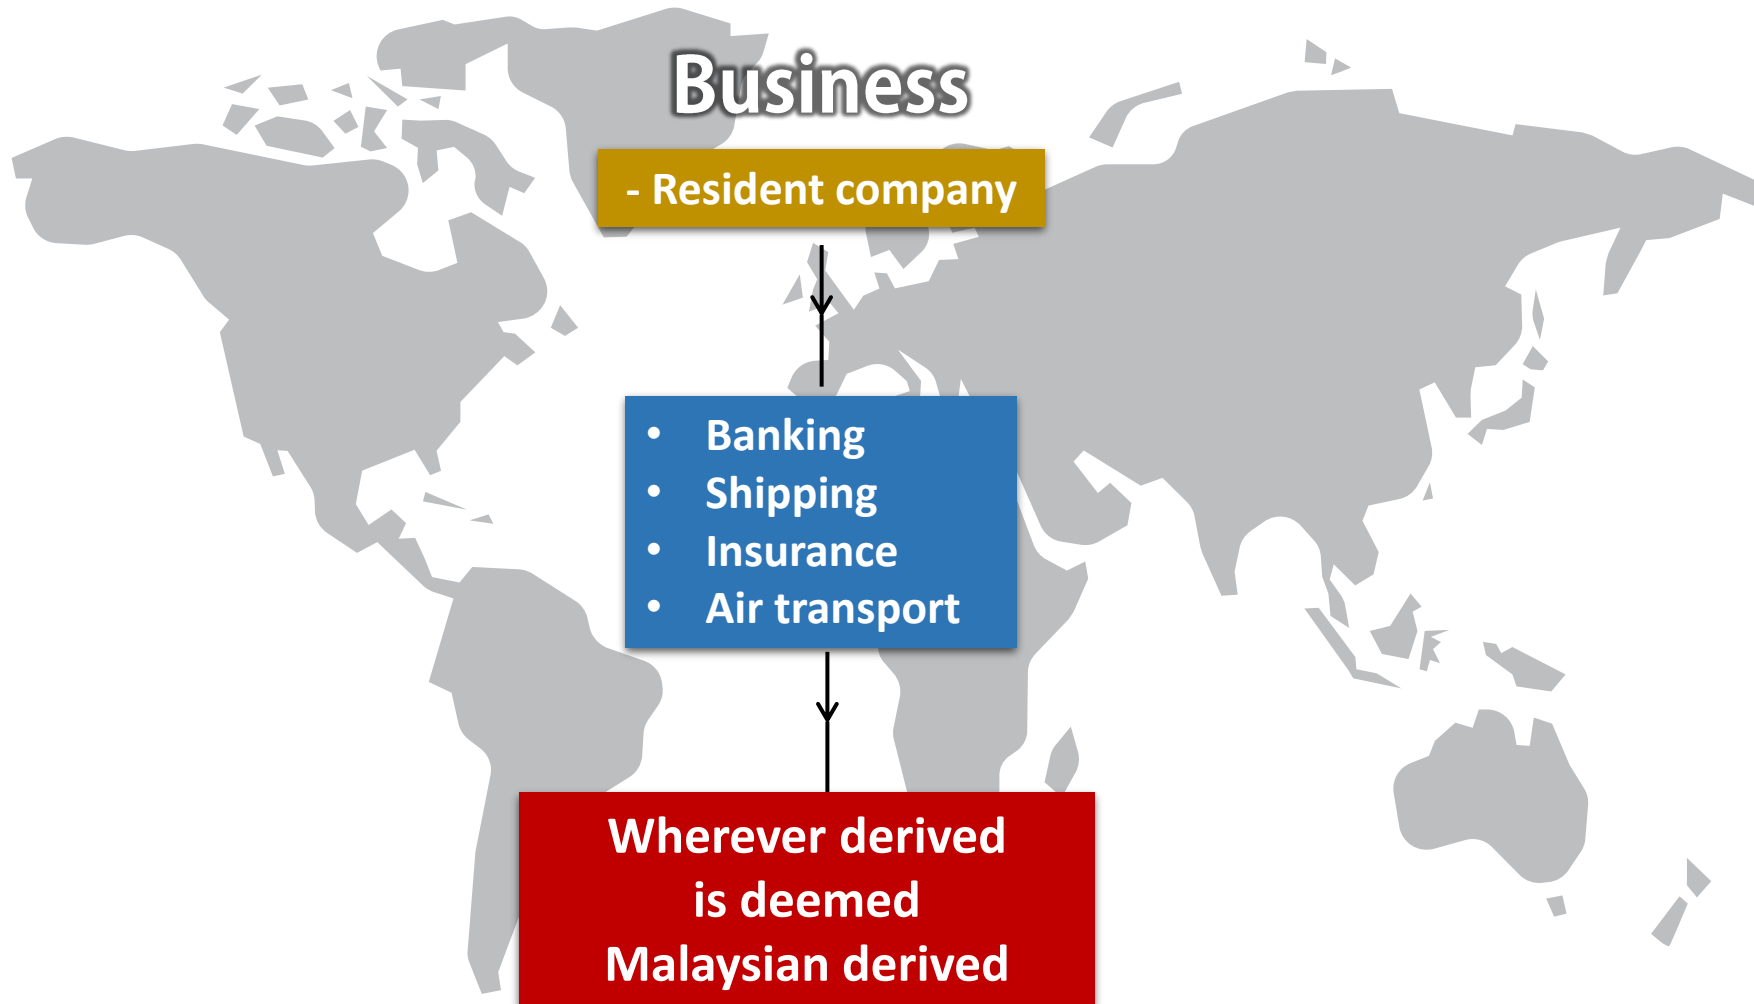 Business
- Resident company
• Banking
• Shipping
• Insurance
• Air transport
Wherever derived
is deemed
Malaysian derived